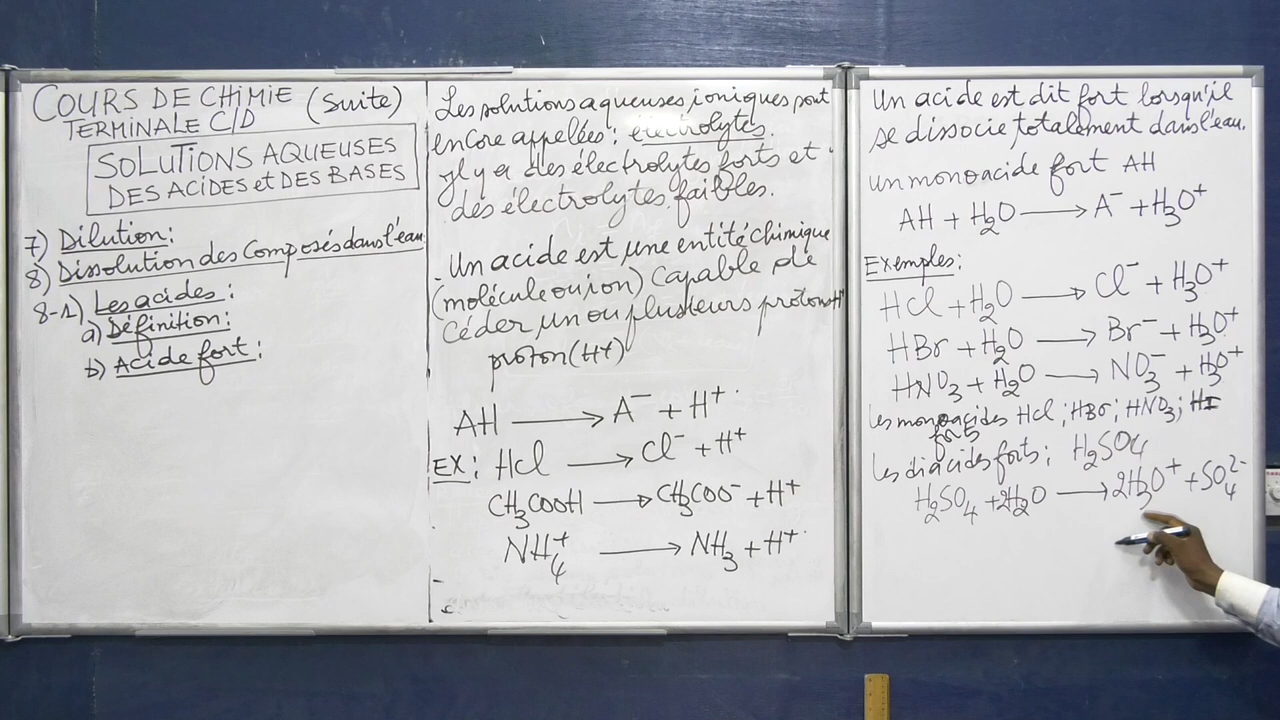 COURS DE CHIMIE (Suite)
TERMINALE C/D
SOLUTIONS AQUEUSES
DES ACIDES et DES BASES
7) Dilution:
8) Dissolution des Composés dans l'eau
8-1) Les acides:
a) Définition:
b) Acide fort:
Les solutions aqueuses ioniques sont
encore appelées: électrolytes.
Il y a des électrolytes forts et
des électrolytes faibles.
- Un acide est une entité chimique
(molécule ou ion) capable de
Céder un ou plusieurs protons H⁺
proton (H⁺)
AH ⟶ A⁻ + H⁺
EX: HCl ⟶ Cl⁻ + H⁺
CH₃COOH ⟶ CH₃COO⁻ + H⁺
NH₄⁺ ⟶ NH₃ + H⁺
Un acide est dit fort lorsqu'il
se dissocie totalement dans l'eau.
un monoacide fort AH
AH + H₂O ⟶ A⁻ + H₃O⁺
Exemples:
HCl + H₂O ⟶ Cl⁻ + H₃O⁺
HBr + H₂O ⟶ Br⁻ + H₃O⁺
HNO₃ + H₂O ⟶ NO₃⁻ + H₃O⁺
Les monoacides HCl; HBr; HNO₃; HI
forts
Les diacides forts; H₂SO₄
H₂SO₄ + 2H₂O ⟶ 2H₃O⁺ + SO₄²⁻